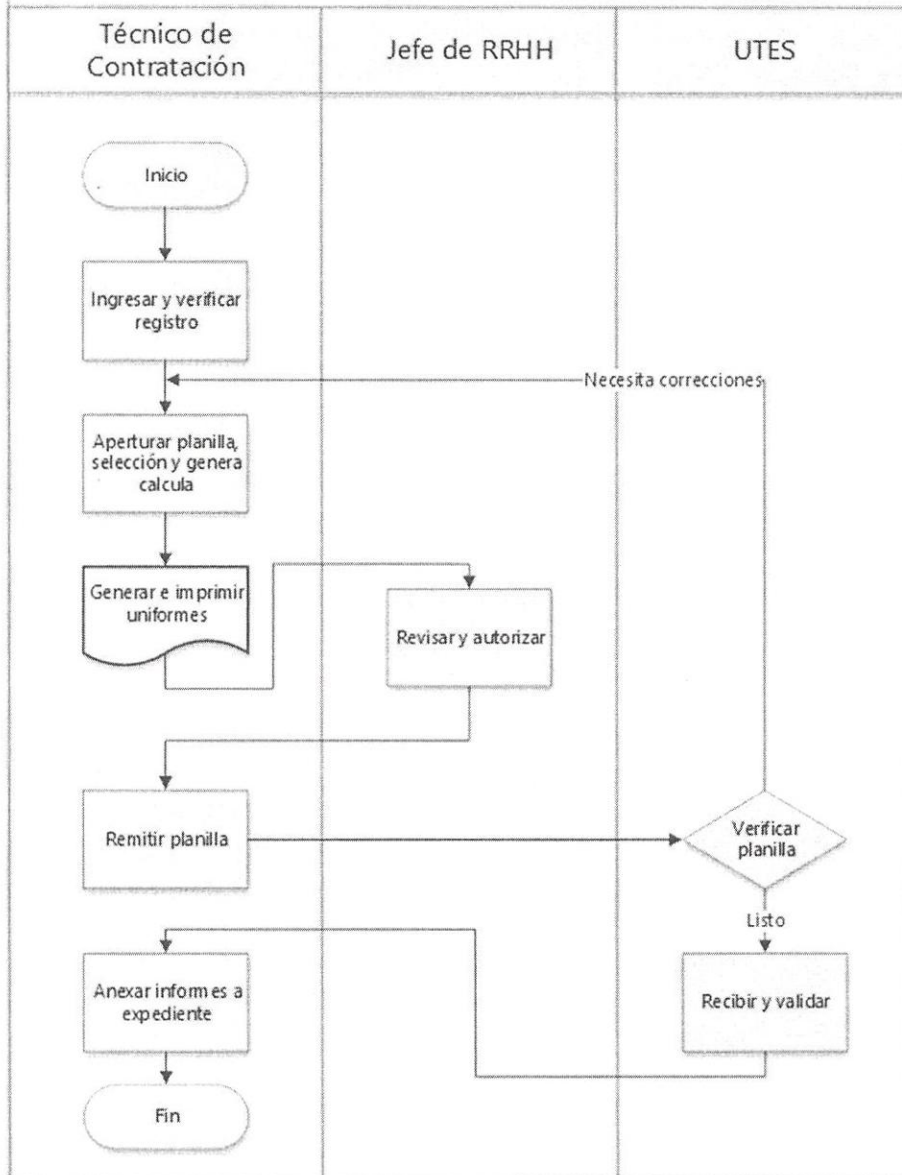 Técnico de
Contratación
Jefe de RRHH
UTES
Inicio
Ingresar y verificar
registro
Necesita correcciones
Aperturar planilla,
selección y genera
calcula
Generar e imprimir
uniformes
Revisar y autorizar
Remitir planilla
Verificar
planilla
Listo
Anexar informes a
expediente
Recibir y validar
Fin